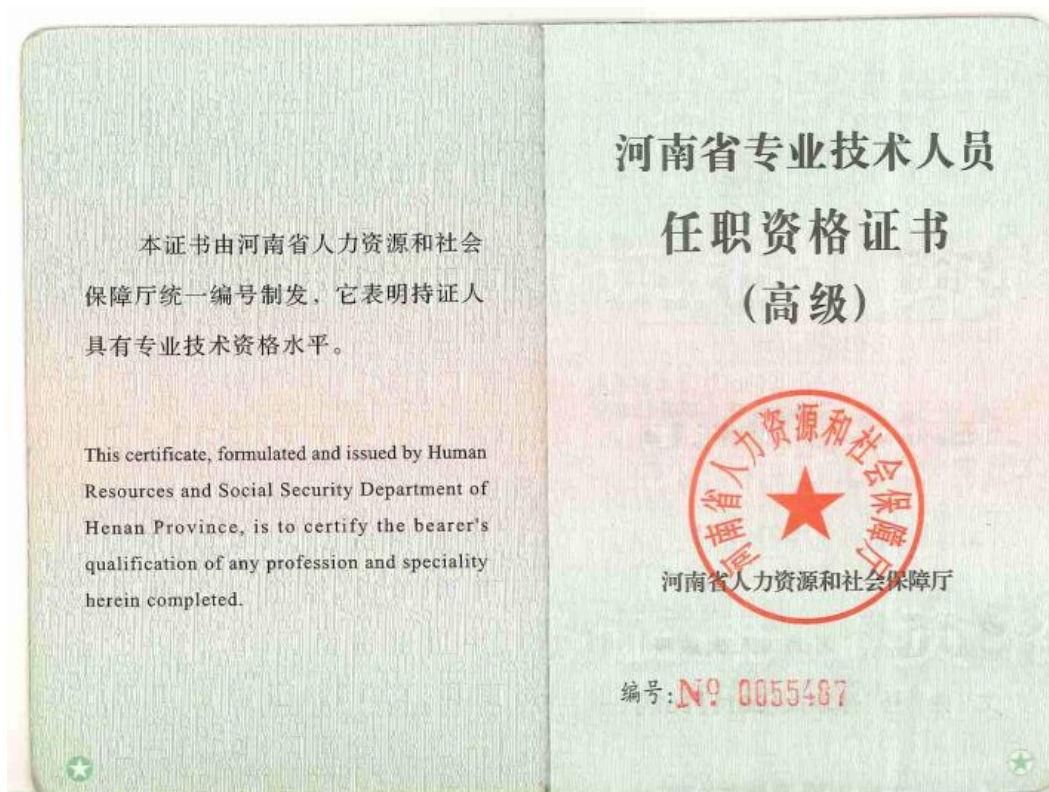 本证书由河南省人力资源和社会
保障厅统一编号制发，它表明持证人
具有专业技术资格水平。
This certificate, formulated and issued by Human
Resources and Social Security Department of
Henan Province, is to certify the bearer's
qualification of any profession and speciality
herein completed.
河南省专业技术人员
任职资格证书
(高级)
河南省人力资源和社会保障厅
河南省人力资源和社会保障厅
编号:№ 0055487